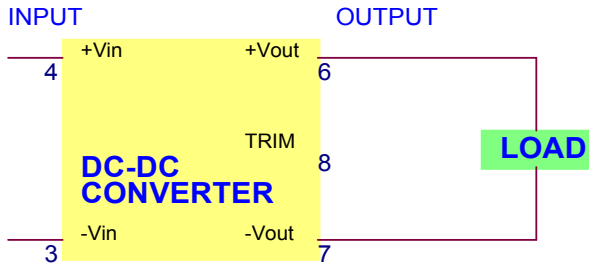 INPUT OUTPUT
+Vin +Vout
4 6
TRIM
8
LOAD
DC-DC
CONVERTER
-Vin -Vout
3 7